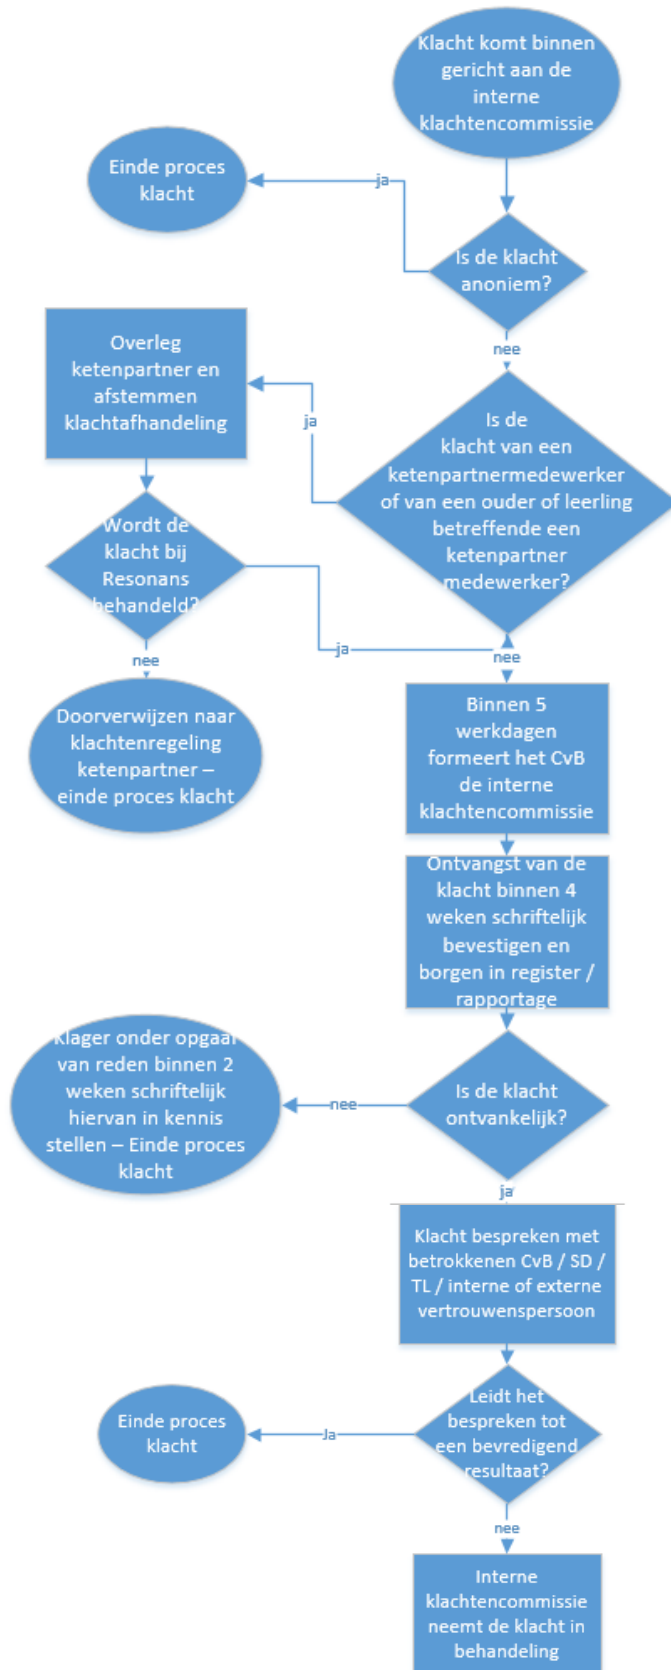 Klacht komt binnen
gericht aan de
interne
klachtencommissie
Einde proces
klacht
ja
Is de klacht
anoniem?
nee
Overleg
ketenpartner en
afstemmen
klachtafhandeling
ja
Is de
klacht van een
ketenpartnermedewerker
of van een ouder of leerling
betreffende een
ketenpartner
medewerker?
Wordt de
klacht bij
Resonans
behandeld?
ja
nee
nee
Doorverwijzen naar
klachtenregeling
ketenpartner –
einde proces klacht
Binnen 5
werkdagen
formeert het CvB
de interne
klachtencommissie
Ontvangst van de
klacht binnen 4
weken schriftelijk
bevestigen en
borgen in register /
rapportage
Klager onder opgaaf
van reden binnen 2
weken schriftelijk
hiervan in kennis
stellen – Einde proces
klacht
nee
Is de klacht
ontvankelijk?
ja
Klacht bespreken met
betrokkenen CvB / SD /
TL / interne of externe
vertrouwenspersoon
Einde proces
klacht
Ja
Leidt het
bespreken tot
een bevredigend
resultaat?
nee
Interne
klachtencommissie
neemt de klacht in
behandeling